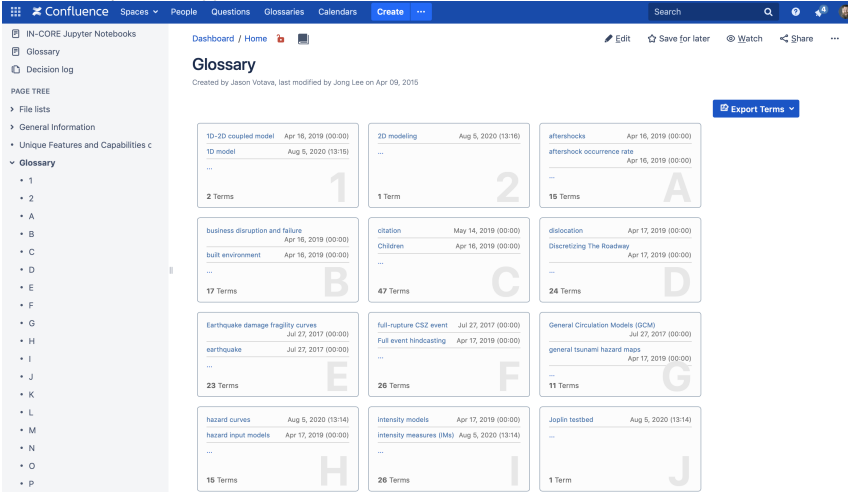 Confluence Spaces People Questions Glossaries Calendars Create ... Search 4
IN-CORE Jupyter Notebooks
Glossary
Decision log
PAGE TREE
File lists
General Information
Unique Features and Capabilities c
Glossary
1
2
A
B
C
D
E
F
G
H
I
J
K
L
M
N
O
P
Dashboard / Home
Edit Save for later Watch Share ...
Glossary
Created by Jason Votava, last modified by Jong Lee on Apr 09, 2015
Export Terms
1D-2D coupled model Apr 16, 2019 (00:00)
1D model Aug 5, 2020 (13:15)
...
1
2 Terms
2D modeling Aug 5, 2020 (13:16)
...
2
1 Term
aftershocks Apr 16, 2019 (00:00)
aftershock occurrence rate
Apr 16, 2019 (00:00)
...
A
15 Terms
business disruption and failure
Apr 16, 2019 (00:00)
built environment Apr 16, 2019 (00:00)
...
B
17 Terms
citation May 14, 2019 (00:00)
Children Apr 16, 2019 (00:00)
...
C
47 Terms
dislocation Apr 17, 2019 (00:00)
Discretizing The Roadway
Apr 17, 2019 (00:00)
...
D
24 Terms
Earthquake damage fragility curves
Jul 27, 2017 (00:00)
earthquake Jul 27, 2017 (00:00)
...
E
23 Terms
full-rupture CSZ event Jul 27, 2017 (00:00)
Full event hindcasting Apr 17, 2019 (00:00)
...
F
26 Terms
General Circulation Models (GCM)
Jul 27, 2017 (00:00)
general tsunami hazard maps
Apr 17, 2019 (00:00)
...
G
11 Terms
hazard curves Aug 5, 2020 (13:14)
hazard input models Apr 17, 2019 (00:00)
...
H
15 Terms
Intensity models Apr 17, 2019 (00:00)
intensity measures (IMs) Aug 5, 2020 (13:14)
...
I
26 Terms
Joplin testbed Aug 5, 2020 (13:14)
...
J
1 Term